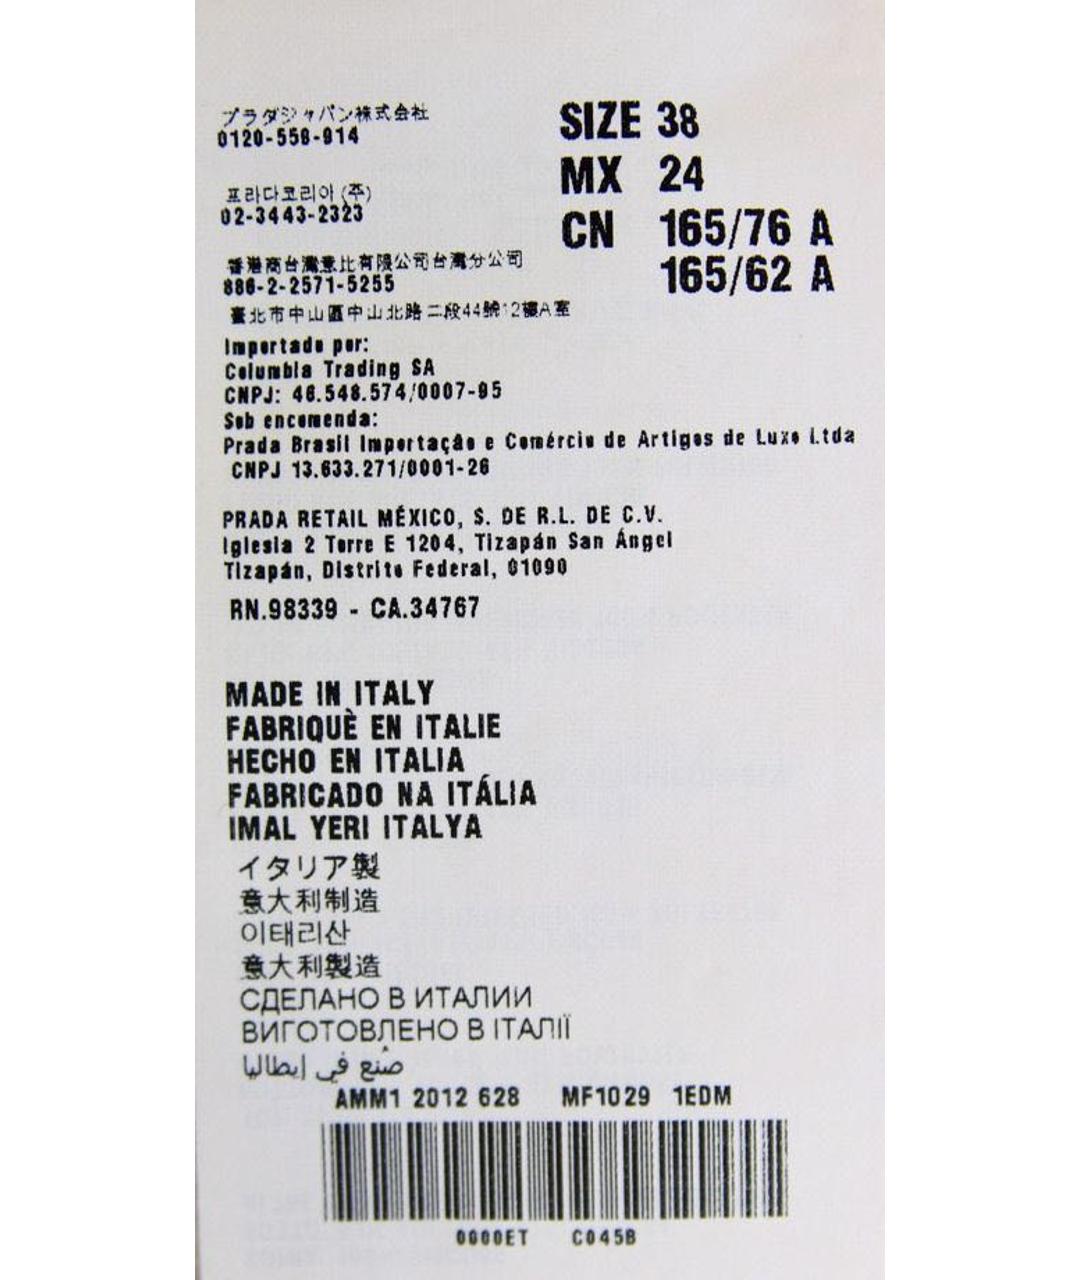 プラダジャパン株式会社
0120-559-914
프라다코리아 (주)
02-3443-2323
香港商台灣意比有限公司台灣分公司
886-2-2571-5255
臺北市中山區中山北路二段44號12樓A室
Importado por:
Columbia Trading SA
CNPJ: 46.548.574/0007-95
Sob encomenda:
Prada Brasil Importação e Comércio de Artigos de Luxo Ltda
CNPJ 13.633.271/0001-26
PRADA RETAIL MÉXICO, S. DE R.L. DE C.V.
Iglesia 2 Torre E 1204, Tizapán San Ángel
Tizapán, Distrito Federal, 01090
RN.98339 - CA.34767
SIZE 38
MX 24
CN 165/76 A
165/62 A
MADE IN ITALY
FABRIQUÈ EN ITALIE
HECHO EN ITALIA
FABRICADO NA ITÁLIA
IMAL YERI ITALYA
イタリア製
意大利制造
이태리산
意大利製造
СДЕЛАНО В ИТАЛИИ
ВИГОТОВЛЕНО В ІТАЛІЇ
صُنع في إيطاليا
AMM1 2012 628 MF1029 1EDM
0000ET C045B